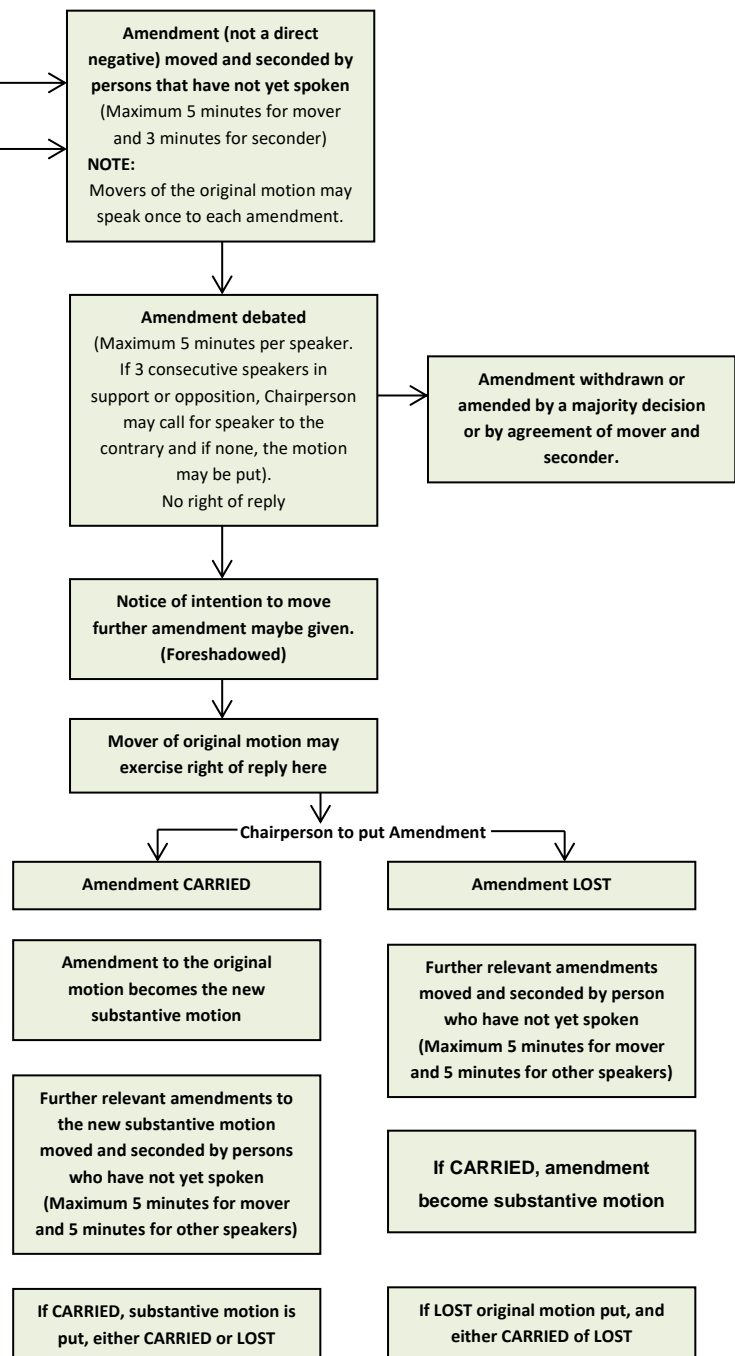 Amendment (not a direct
negative) moved and seconded by
persons that have not yet spoken
(Maximum 5 minutes for mover
and 3 minutes for seconder)
NOTE:
Movers of the original motion may
speak once to each amendment.
Amendment debated
(Maximum 5 minutes per speaker.
If 3 consecutive speakers in
support or opposition, Chairperson
may call for speaker to the
contrary and if none, the motion
may be put).
No right of reply
Amendment withdrawn or
amended by a majority decision
or by agreement of mover and
seconder.
Notice of intention to move
further amendment maybe given.
(Foreshadowed)
Mover of original motion may
exercise right of reply here
Chairperson to put Amendment
Amendment CARRIED
Amendment to the original
motion becomes the new
substantive motion
Further relevant amendments to
the new substantive motion
moved and seconded by persons
who have not yet spoken
(Maximum 5 minutes for mover
and 5 minutes for other speakers)
If CARRIED, substantive motion is
put, either CARRIED or LOST
Amendment LOST
Further relevant amendments
moved and seconded by person
who have not yet spoken
(Maximum 5 minutes for mover
and 5 minutes for other speakers)
If CARRIED, amendment
become substantive motion
If LOST original motion put, and
either CARRIED of LOST